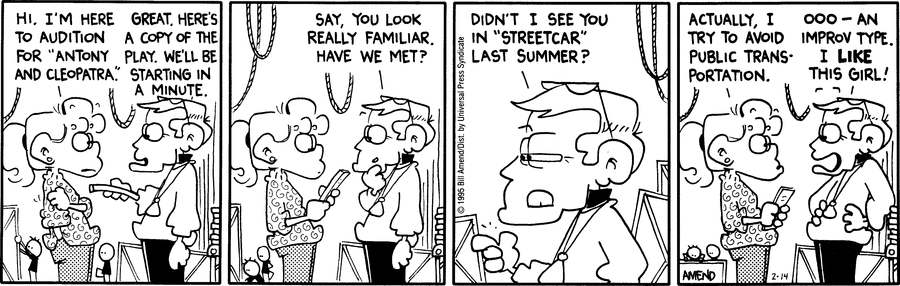 HI, I'M HERE
TO AUDITION
FOR "ANTONY
AND CLEOPATRA."
GREAT. HERE'S
A COPY OF THE
PLAY. WE'LL BE
STARTING IN
A MINUTE.
SAY, YOU LOOK
REALLY FAMILIAR.
HAVE WE MET?
DIDN'T I SEE YOU
IN "STREETCAR"
LAST SUMMER?
© 1995 Bill Amend/Dist. by Universal Press Syndicate
ACTUALLY, I
TRY TO AVOID
PUBLIC TRANS-
PORTATION.
OOO – AN
IMPROV TYPE.
I LIKE
THIS GIRL!
AMEND
2-14